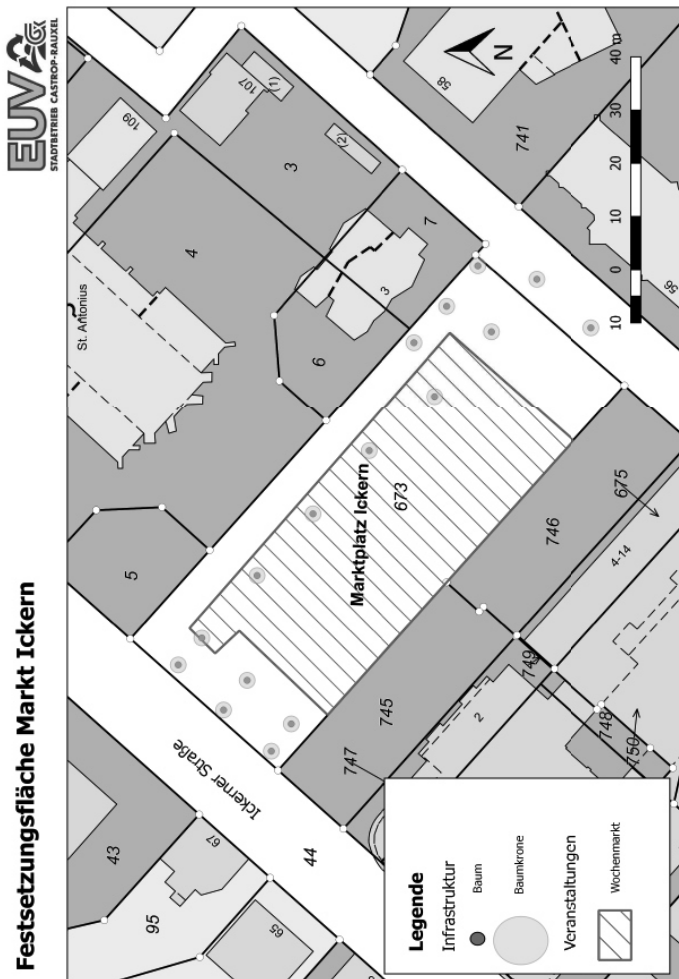 Festsetzungsfläche Markt Ickern
EUV
STADTBETRIEB CASTROP-RAUXEL
43
95
67
65
44
Ickerner Straße
5
St. Antonius
4
109
107
(1)
3
(2)
3
6
7
Marktplatz Ickern
673
58
741
N
56
745
746
675
4-14
747
2
749
748
750
10 0 10 20 30 40 m
Legende
Infrastruktur
Baum
Baumkrone
Veranstaltungen
Wochenmarkt